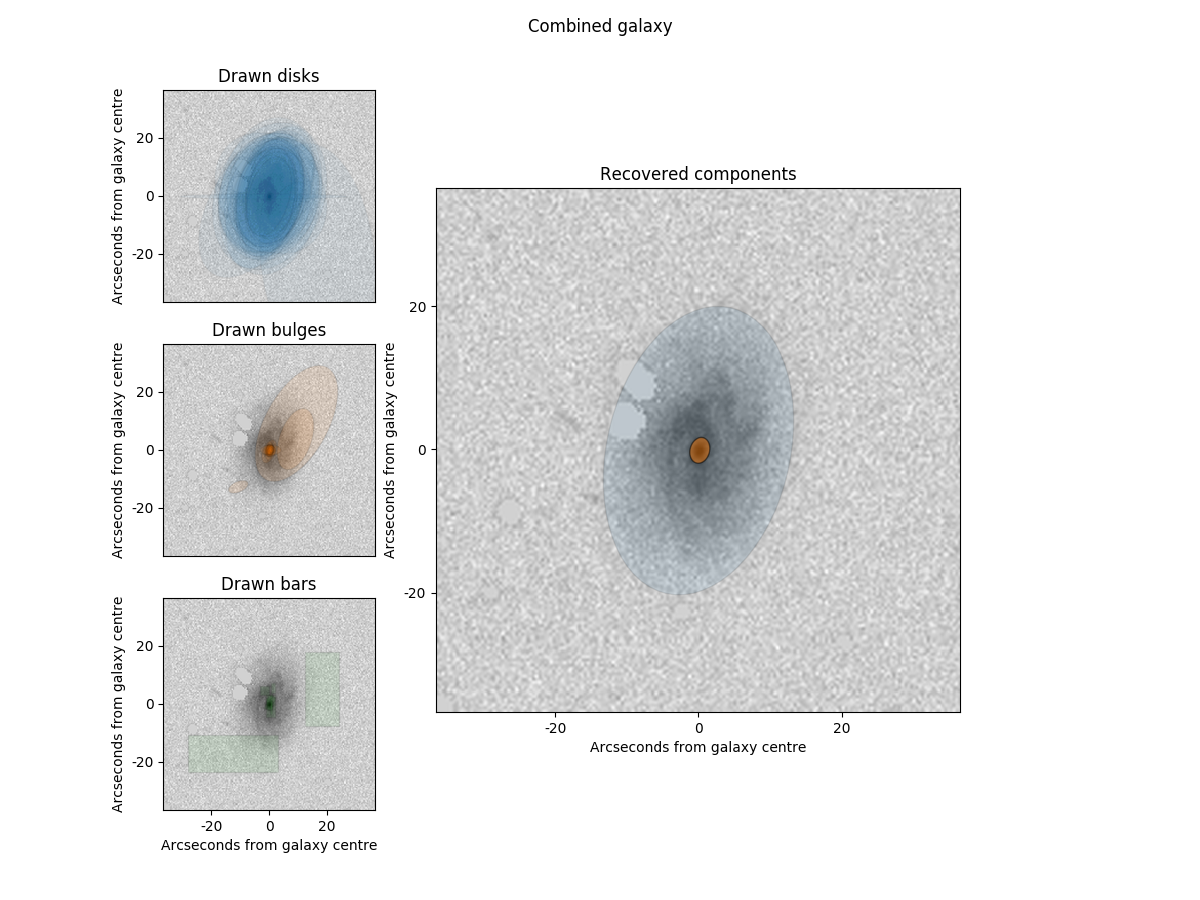 Combined galaxy
Drawn disks
Arcseconds from galaxy centre
20
0
-20
Drawn bulges
Arcseconds from galaxy centre
20
0
-20
Drawn bars
Arcseconds from galaxy centre
20
0
-20
-20 0 20
Arcseconds from galaxy centre
Recovered components
Arcseconds from galaxy centre
20
0
-20
-20 0 20
Arcseconds from galaxy centre